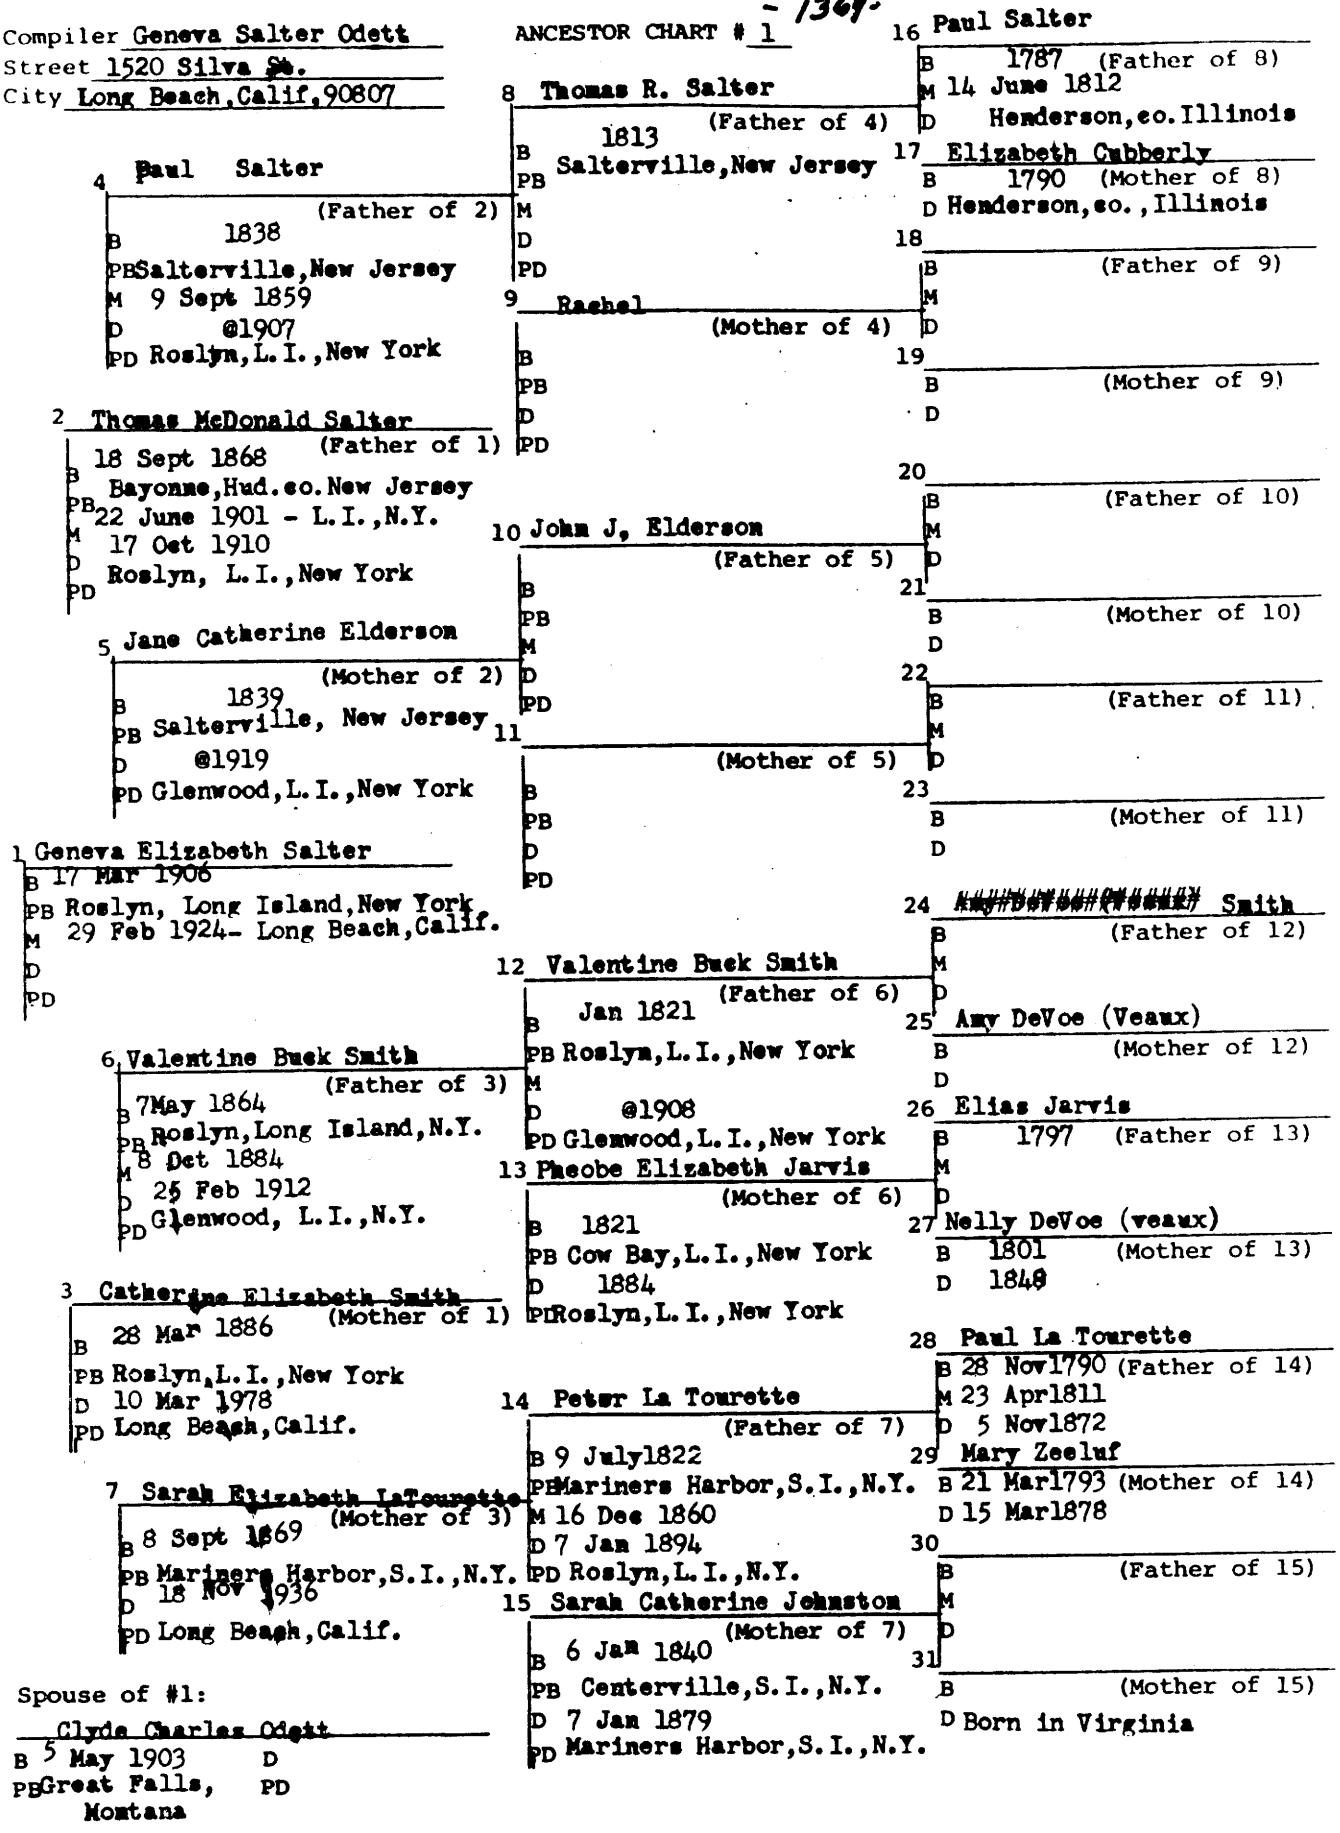 - 1369.
Compiler Geneva Salter Odett
Street 1520 Silva St.
City Long Beach,Calif,90807
ANCESTOR CHART # 1
1 Geneva Elizabeth Salter
B 17 Mar 1906
PB Roslyn, Long Island,New York
M 29 Feb 1924- Long Beach,Calif.
D
PD
2 Thomas McDonald Salter
(Father of 1)
B 18 Sept 1868
PB Bayonne,Hud.co.New Jersey
M 22 June 1901 - L.I.,N.Y.
D 17 Oct 1910
PD Roslyn, L.I.,New York
3 Catherine Elizabeth Smith
(Mother of 1)
B 28 Mar 1886
PB Roslyn,L.I.,New York
D 10 Mar 1978
PD Long Beach,Calif.
4 Paul Salter
(Father of 2)
B 1838
PB Salterville,New Jersey
M 9 Sept 1859
D @1907
PD Roslyn,L.I.,New York
5 Jane Catherine Elderson
(Mother of 2)
B 1839
PB Salterville, New Jersey
D @1919
PD Glenwood,L.I.,New York
6 Valentine Buck Smith
(Father of 3)
B 7May 1864
PB Roslyn,Long Island,N.Y.
M 8 Oct 1884
D Feb 1912
PD Glenwood, L.I.,N.Y.
7 Sarah Elizabeth LaTourette
(Mother of 3)
B 8 Sept 1869
PB Mariners Harbor,S.I.,N.Y.
D 18 Nov 1936
PD Long Beach,Calif.
8 Thomas R. Salter
(Father of 4)
B 1813
PB Salterville,New Jersey
M
D
PD
9 Rachel
(Mother of 4)
B
PB
D
PD
10 John J, Elderson
(Father of 5)
B
PB
M
D
PD
11
(Mother of 5)
B
PB
D
PD
12 Valentine Buck Smith
(Father of 6)
B Jan 1821
PB Roslyn,L.I.,New York
M
D @1908
PD Glenwood,L.I.,New York
13 Pheobe Elizabeth Jarvis
(Mother of 6)
B 1821
PB Cow Bay,L.I.,New York
D 1884
PD Roslyn,L.I.,New York
14 Peter La Tourette
(Father of 7)
B 9 July1822
PB Mariners Harbor,S.I.,N.Y.
M 16 Dec 1860
D 7 Jan 1894
PD Roslyn,L.I.,N.Y.
15 Sarah Catherine Johnston
(Mother of 7)
B 6 Jan 1840
PB Centerville,S.I.,N.Y.
D 7 Jan 1879
PD Mariners Harbor,S.I.,N.Y.
16 Paul Salter
B 1787 (Father of 8)
M 14 June 1812
D Henderson,co.Illinois
17 Elizabeth Cubberly
B 1790 (Mother of 8)
D Henderson,co.,Illinois
18
B (Father of 9)
M
D
19
B (Mother of 9)
D
20
B (Father of 10)
M
D
21
B (Mother of 10)
D
22
B (Father of 11)
M
D
23
B (Mother of 11)
D
24 Smith
B (Father of 12)
M
D
25 Amy DeVoe (Veaux)
B (Mother of 12)
D
26 Elias Jarvis
B 1797 (Father of 13)
M
D
27 Nelly DeVoe (veaux)
B 1801 (Mother of 13)
D 1848
28 Paul La Tourette
B 28 Nov1790 (Father of 14)
M 23 Apr1811
D 5 Nov1872
29 Mary Zeeluf
B 21 Mar1793 (Mother of 14)
D 15 Mar1878
30
B (Father of 15)
M
D
31
B (Mother of 15)
D Born in Virginia
Spouse of #1:
Clyde Charles Odett
B 5 May 1903 D
PB Great Falls, PD
Montana